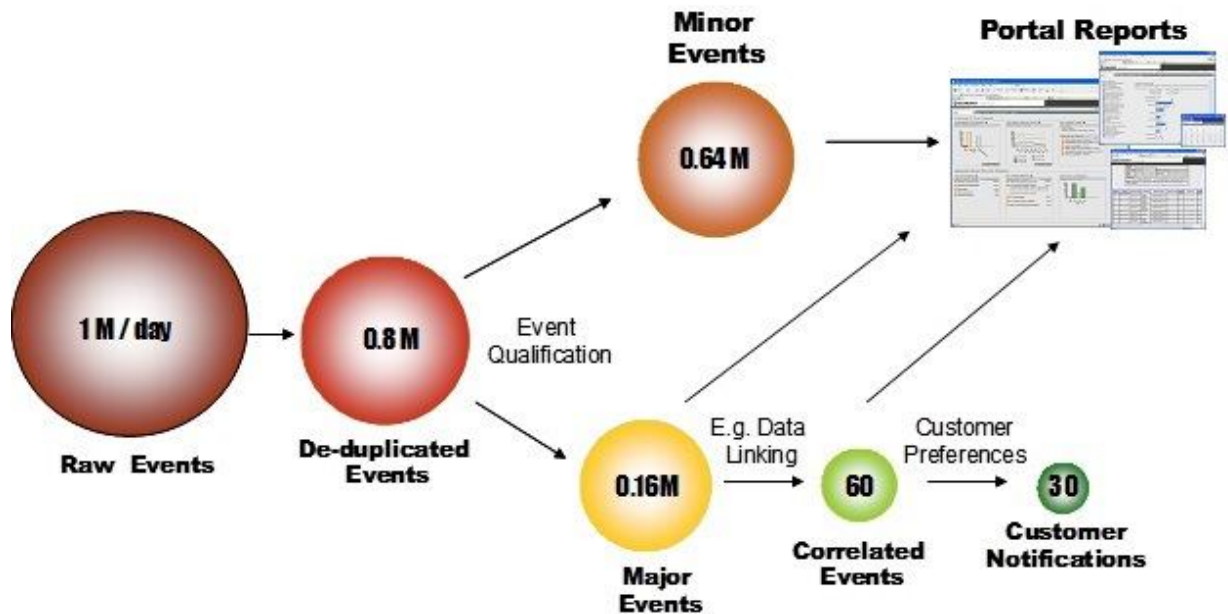 Minor
Events
Portal Reports
0.64 M
1 M / day
0.8 M
Event
Qualification
Raw Events
De-duplicated
Events
0.16M
E.g. Data
Linking
60
Customer
Preferences
30
Major
Events
Correlated
Events
Customer
Notifications